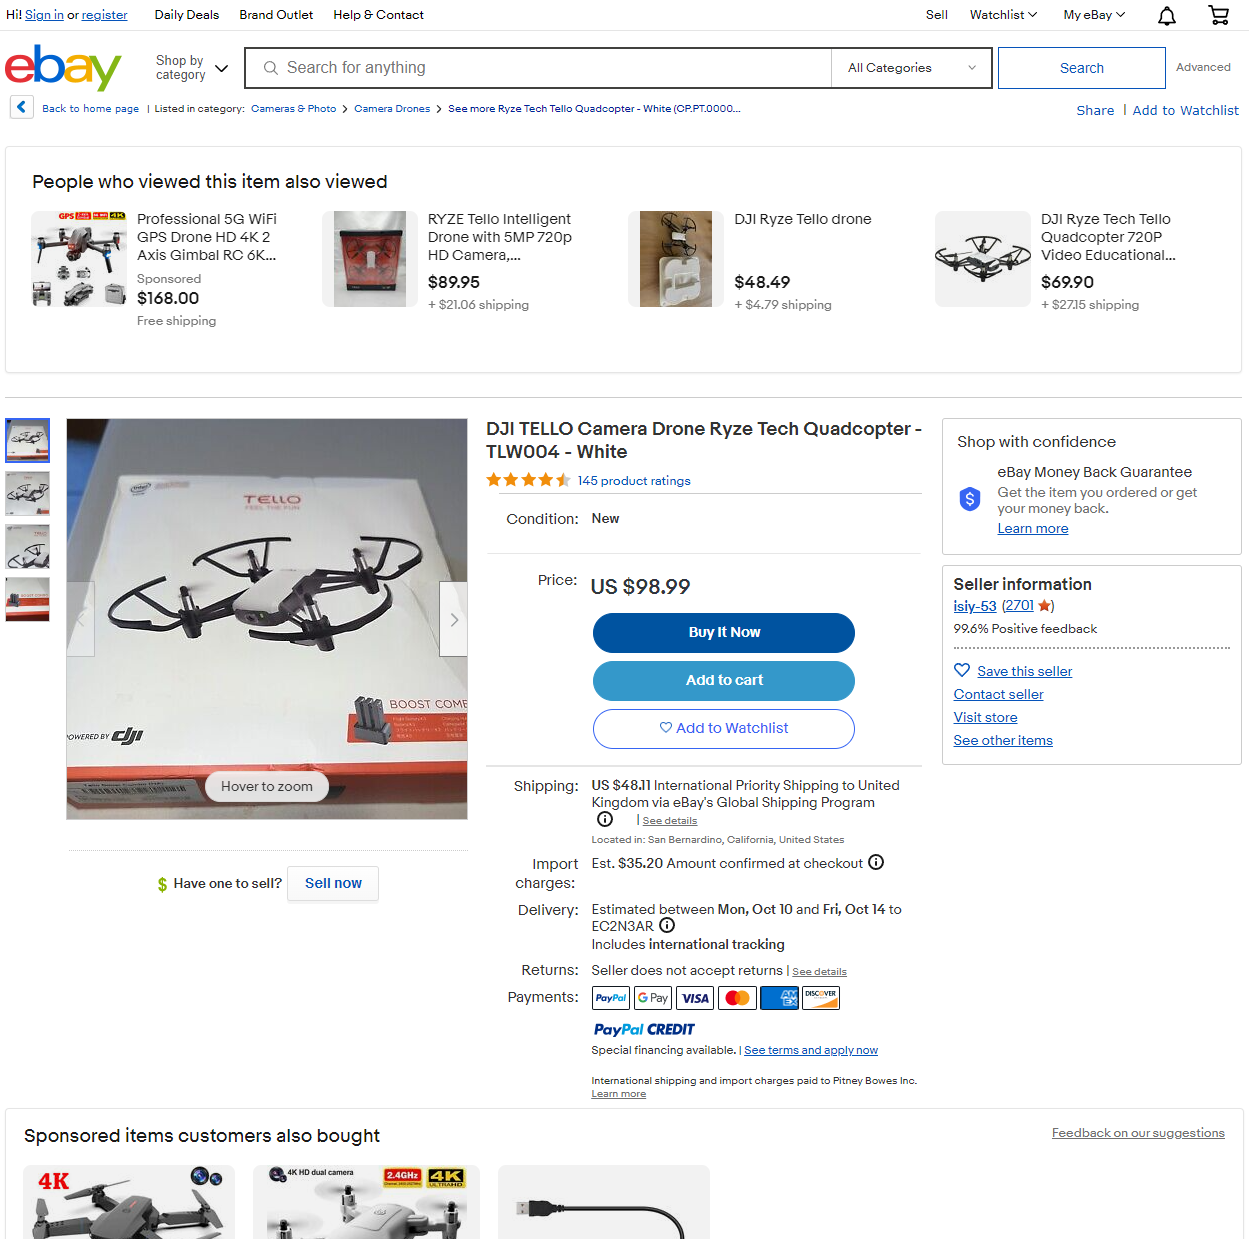 Hi! Sign in or register Daily Deals Brand Outlet Help & Contact Sell Watchlist My eBay
ebay Shop by category Search for anything All Categories Search Advanced
Back to home page | Listed in category: Cameras & Photo > Camera Drones > See more Ryze Tech Tello Quadcopter - White (CP.PT.0000...
Share | Add to Watchlist
People who viewed this item also viewed
GPS 4K
Professional 5G WiFi
GPS Drone HD 4K 2
Axis Gimbal RC 6K...
Sponsored
$168.00
Free shipping
RYZE Tello Intelligent
Drone with 5MP 720p
HD Camera,...
$89.95
+ $21.06 shipping
DJI Ryze Tello drone
$48.49
+ $4.79 shipping
DJI Ryze Tech Tello
Quadcopter 720P
Video Educational...
$69.90
+ $27.15 shipping
TELLO
FEEL THE FUN
BOOST COMB
POWERED BY dji
Hover to zoom
$ Have one to sell? Sell now
DJI TELLO Camera Drone Ryze Tech Quadcopter -
TLW004 - White
145 product ratings
Condition: New
Price: US $98.99
Buy It Now
Add to cart
Add to Watchlist
Shipping: US $48.11 International Priority Shipping to United
Kingdom via eBay's Global Shipping Program
| See details
Located in: San Bernardino, California, United States
Import charges: Est. $35.20 Amount confirmed at checkout
Delivery: Estimated between Mon, Oct 10 and Fri, Oct 14 to
EC2N3AR
Includes international tracking
Returns: Seller does not accept returns | See details
Payments: PayPal G Pay VISA AMEX DISCOVER
PayPal CREDIT
Special financing available. | See terms and apply now
International shipping and import charges paid to Pitney Bowes Inc.
Learn more
Shop with confidence
eBay Money Back Guarantee
Get the item you ordered or get
your money back.
Learn more
Seller information
isiy-53 (2701)
99.6% Positive feedback
Save this seller
Contact seller
Visit store
See other items
Sponsored items customers also bought
Feedback on our suggestions
4K
4K HD dual camera 2.4GHz 4K
ULTRA HD